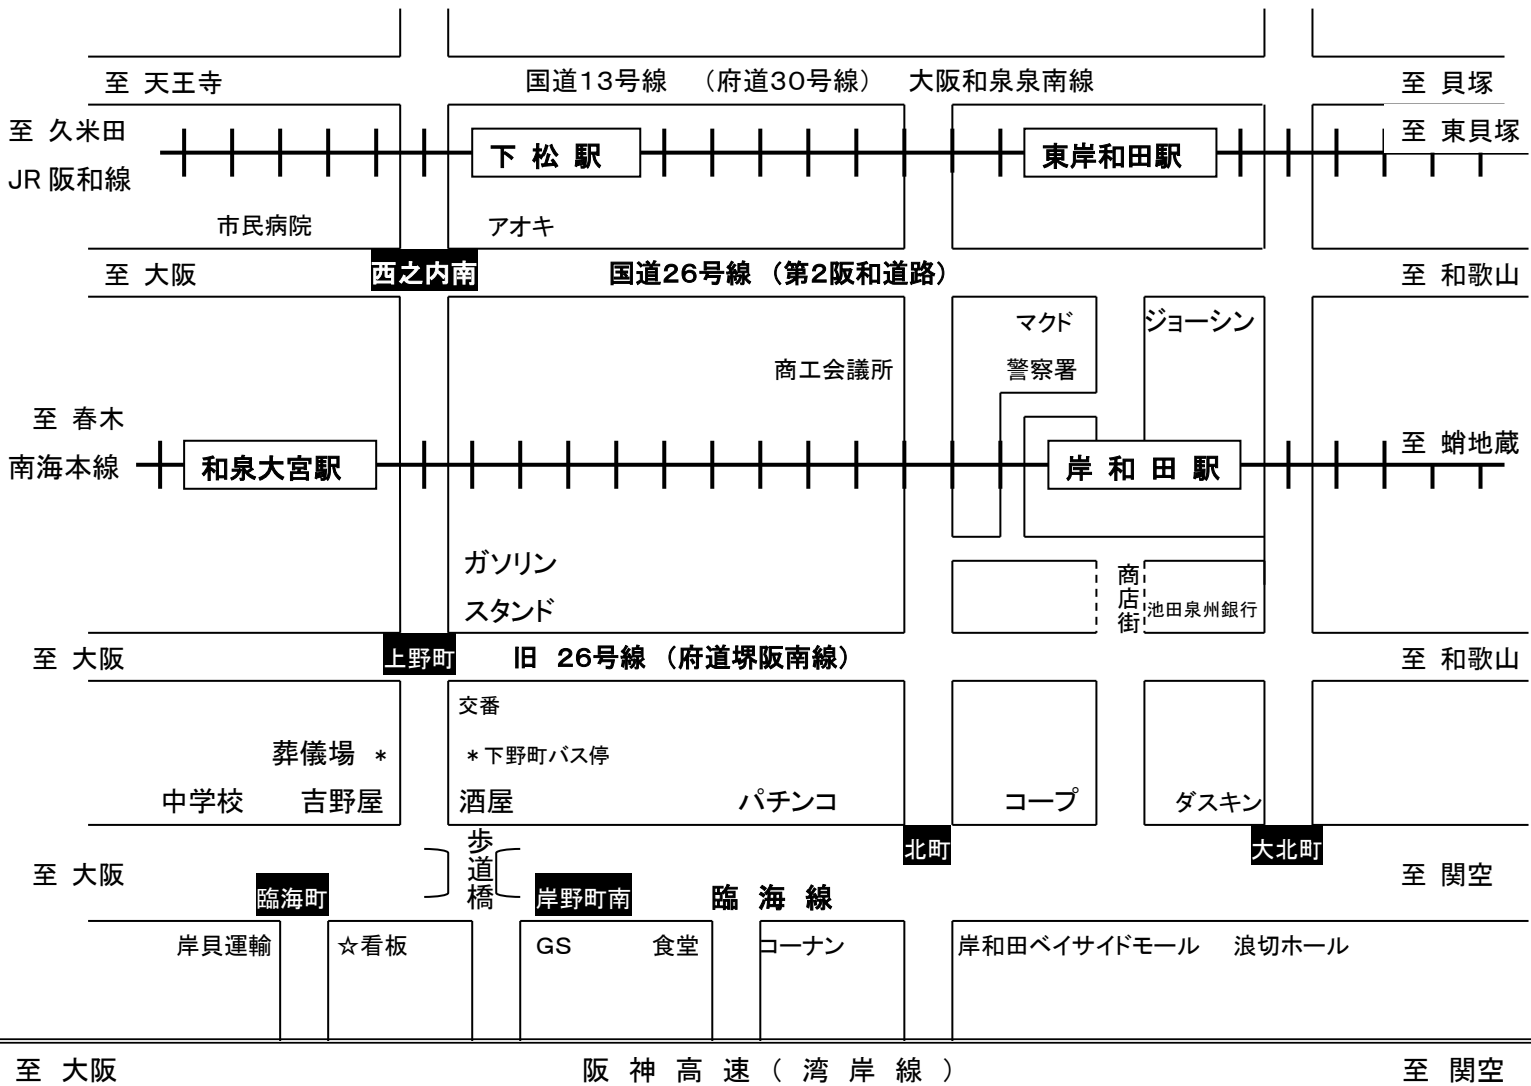 至 天王寺
国道13号線 （府道30号線） 大阪和泉泉南線
至 貝塚
至 久米田
至 東貝塚
下 松 駅
東岸和田駅
JR 阪和線
市民病院
アオキ
至 大阪
西之内南
国道26号線 （第2阪和道路）
至 和歌山
マクド
ジョーシン
商工会議所
警察署
至 春木
至 蛸地蔵
南海本線
和泉大宮駅
岸 和 田 駅
ガソリン
スタンド
商店街
池田泉州銀行
至 大阪
上野町
旧 26号線 （府道堺阪南線）
至 和歌山
交番
葬儀場 *
* 下野町バス停
中学校
吉野屋
酒屋
パチンコ
コープ
ダスキン
歩道橋
北町
大北町
至 大阪
至 関空
臨海町
岸野町南
臨 海 線
岸貝運輸
☆看板
GS
食堂
コーナン
岸和田ベイサイドモール
浪切ホール
至 大阪
阪 神 高 速 （ 湾 岸 線 ）
至 関空